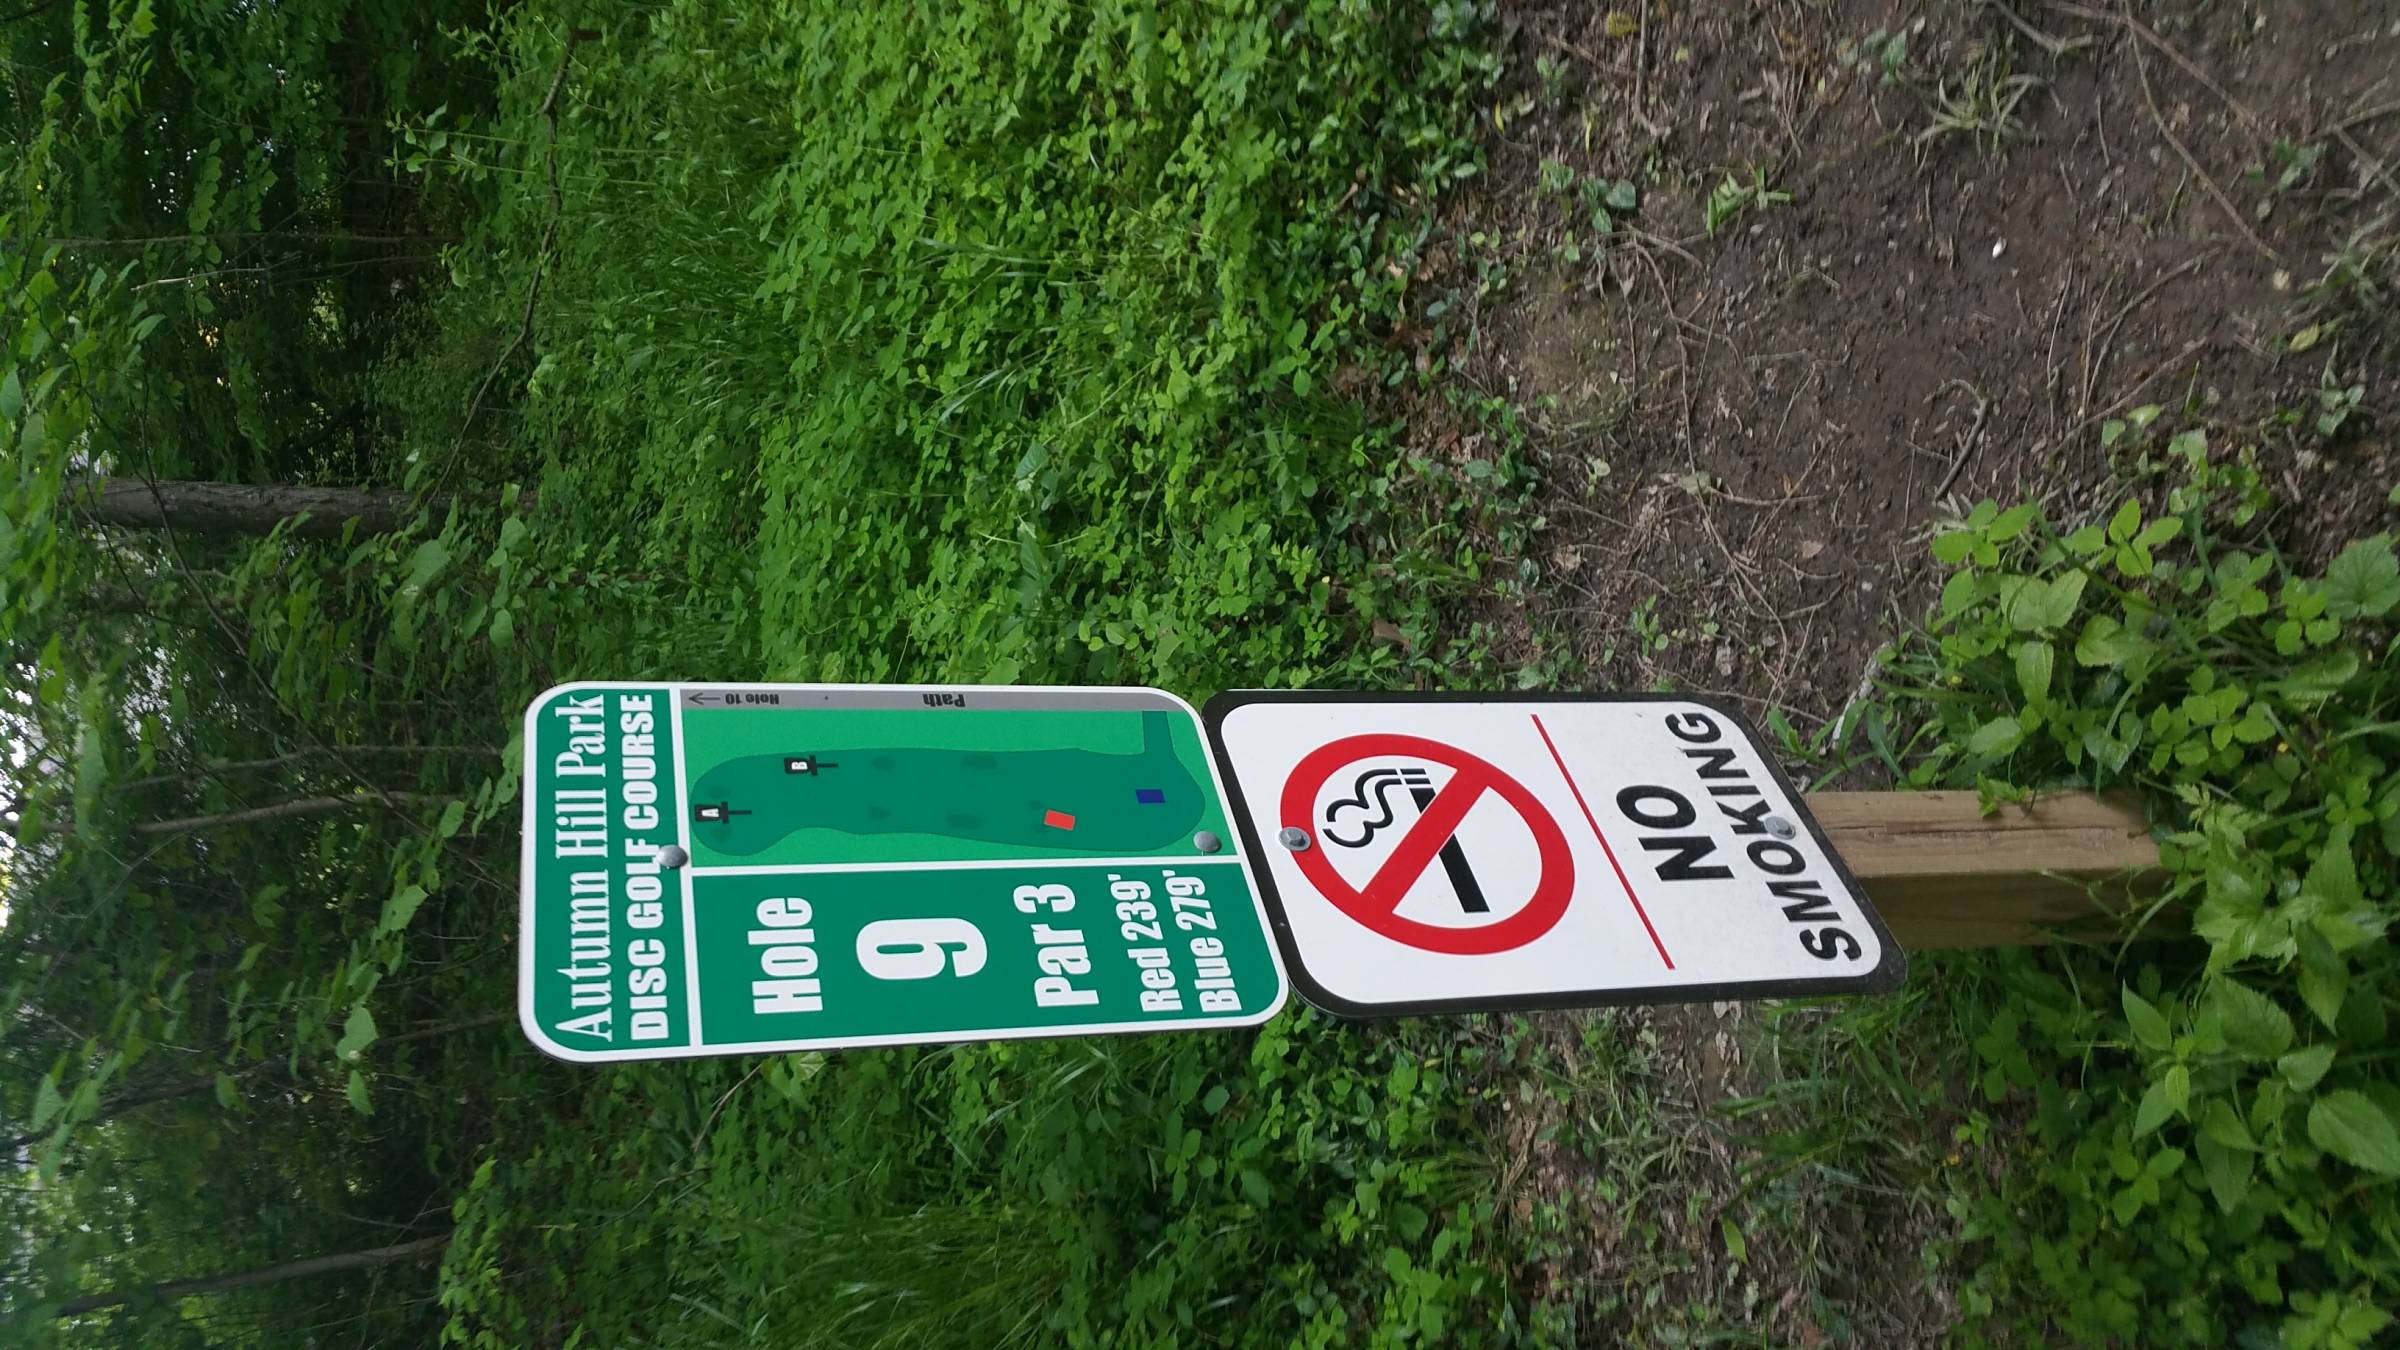 Autumn Hill Park
DISC GOLF COURSE
Hole
9
Par 3
Red 239'
Blue 279'
A
B
Hole 10
Path
NO
SMOKING